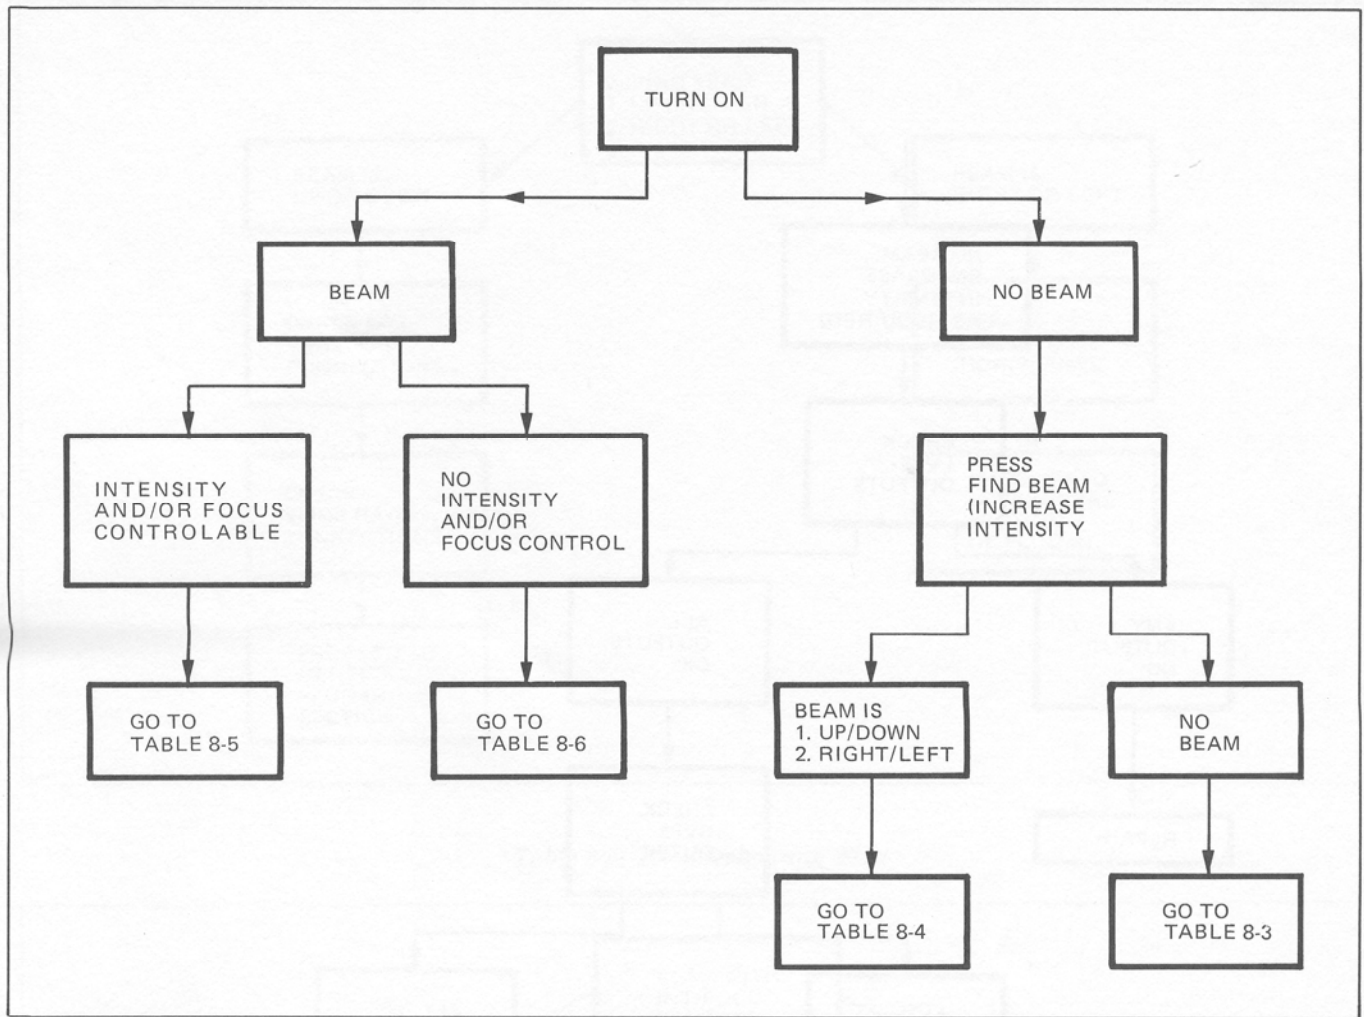 TURN ON
BEAM
NO BEAM
INTENSITY
AND/OR FOCUS
CONTROLABLE
NO
INTENSITY
AND/OR
FOCUS CONTROL
PRESS
FIND BEAM
(INCREASE
INTENSITY
GO TO
TABLE 8-5
GO TO
TABLE 8-6
BEAM IS
1. UP/DOWN
2. RIGHT/LEFT
NO
BEAM
GO TO
TABLE 8-4
GO TO
TABLE 8-3